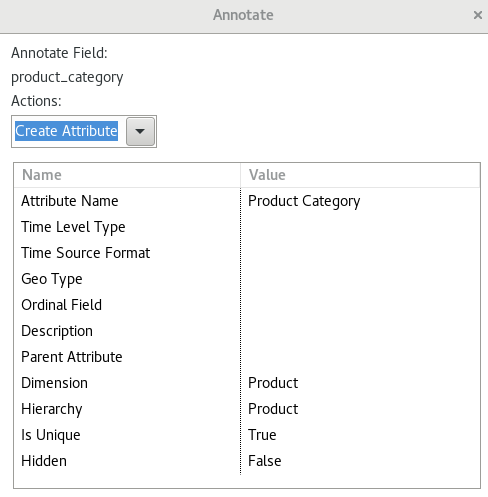 Annotate ×
Annotate Field:
product_category
Actions:
Create Attribute
Name Value
Attribute Name Product Category
Time Level Type
Time Source Format
Geo Type
Ordinal Field
Description
Parent Attribute
Dimension Product
Hierarchy Product
Is Unique True
Hidden False